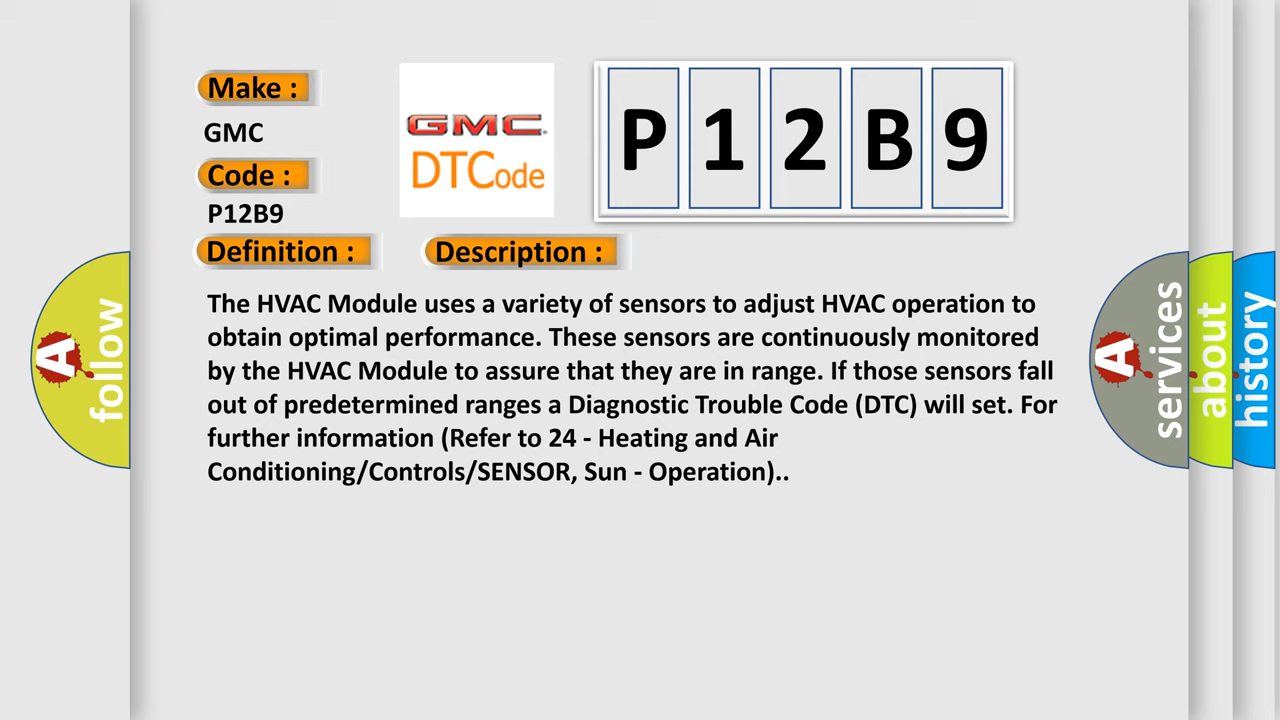 Make :
GMC
Code :
P12B9
GMC
DTCode
P12B9
Definition :
Description :
The HVAC Module uses a variety of sensors to adjust HVAC operation to
obtain optimal performance. These sensors are continuously monitored
by the HVAC Module to assure that they are in range. If those sensors fall
out of predetermined ranges a Diagnostic Trouble Code (DTC) will set. For
further information (Refer to 24 - Heating and Air
Conditioning/Controls/SENSOR, Sun - Operation)..
A
follow
A
services
about
history